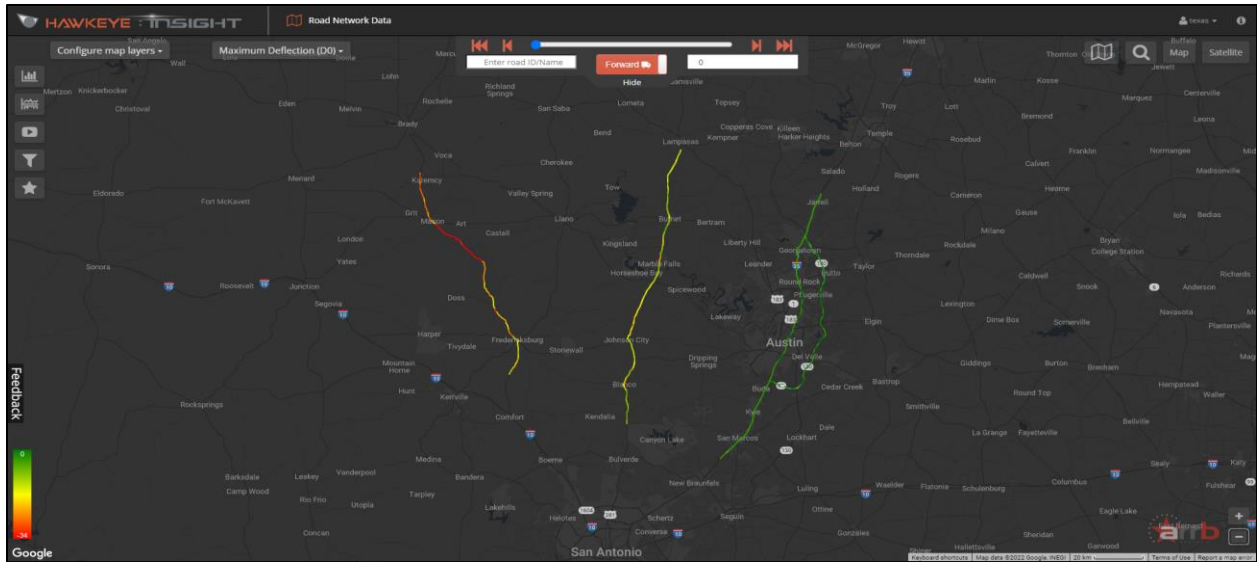 HAWKEYE INSIGHT
Road Network Data
texas
Configure map layers
Maximum Deflection (D0)
Enter road ID/Name
Forward
0
Hide
Map
Satellite
San Angelo
Wall
Eola
Lohn
McGregor
Hewitt
Buffalo
Jewett
Mertzon
Knickerbocker
Christoval
Eden
Melvin
Rochelle
Richland
Springs
San Saba
Lometa
Topsey
Troy
Lott
Marlin
Kosse
Marquez
Centerville
Leona
Brady
Bend
Lampasas
Kempner
Copperas Cove
Killeen
Harker Heights
Belton
Temple
Rosebud
Bremond
Franklin
Normangee
Voca
Cherokee
Salado
Rogers
Calvert
Madisonville
Eldorado
Menard
Fort McKavett
Katemcy
Valley Spring
Tow
Holland
Cameron
Hearne
Jarrell
Grit
Mason
Art
Castell
Llano
Burnet
Bertram
Gause
Iola
Bedias
London
Kingsland
Liberty Hill
Georgetown
Milano
Rockdale
Bryan
College Station
Sonora
Roosevelt
Junction
Yates
Marble Falls
Horseshoe Bay
Leander
Hutto
Taylor
Thorndale
Caldwell
Richards
Segovia
Doss
Spicewood
Round Rock
Pflugerville
Snook
Anderson
Lexington
Navasota
Harper
Tivydale
Fredericksburg
Stonewall
Johnson City
Lakeway
Elgin
Dime Box
Somerville
Plantersville
Austin
Mountain
Home
Dripping
Springs
Del Valle
Giddings
Burton
Brenham
Hunt
Kerrville
Blanco
Buda
Cedar Creek
Bastrop
Round Top
Hempstead
Waller
Rocksprings
Comfort
Kendalia
Kyle
Smithville
Dale
Bellville
Canyon Lake
San Marcos
Lockhart
La Grange
Fayetteville
Medina
Boerne
Bulverde
Sealy
Katy
Barksdale
Leakey
Vanderpool
Bandera
New Braunfels
Luling
Waelder
Flatonia
Schulenburg
Columbus
Fulshear
Camp Wood
Rio Frio
Utopia
Tarpley
Lakehills
Ottine
Helotes
Schertz
Seguin
Eagle Lake
Concan
Converse
Gonzales
Sheridan
San Antonio
Shiner
Hallettsville
Garwood
Feedback
0
-34
Google
arrb
Keyboard shortcuts
Map data ©2022 Google, INEGI
20 km
Terms of Use
Report a map error